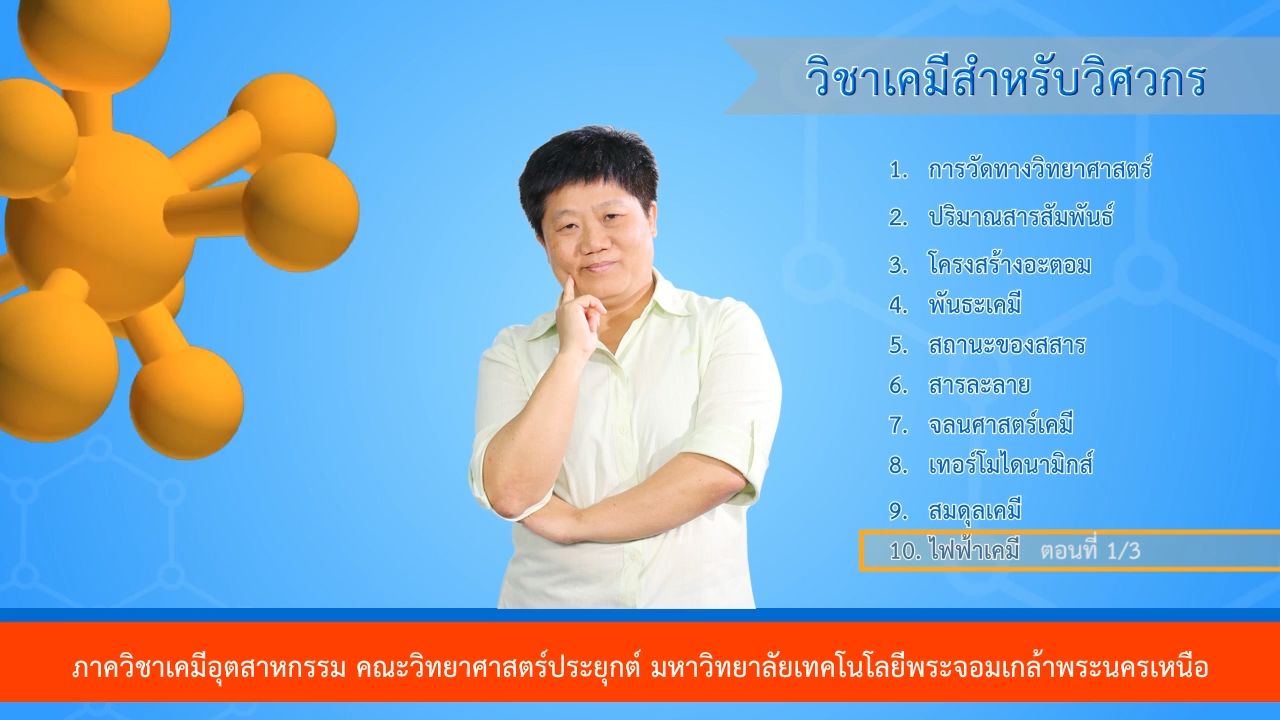 วิชาเคมีสำหรับวิศวกร
1. การวัดทางวิทยาศาสตร์
2. ปริมาณสารสัมพันธ์
3. โครงสร้างอะตอม
4. พันธะเคมี
5. สถานะของสสาร
6. สารละลาย
7. จลนศาสตร์เคมี
8. เทอร์โมไดนามิกส์
9. สมดุลเคมี
10. ไฟฟ้าเคมี ตอนที่ 1/3
ภาควิชาเคมีอุตสาหกรรม คณะวิทยาศาสตร์ประยุกต์ มหาวิทยาลัยเทคโนโลยีพระจอมเกล้าพระนครเหนือ